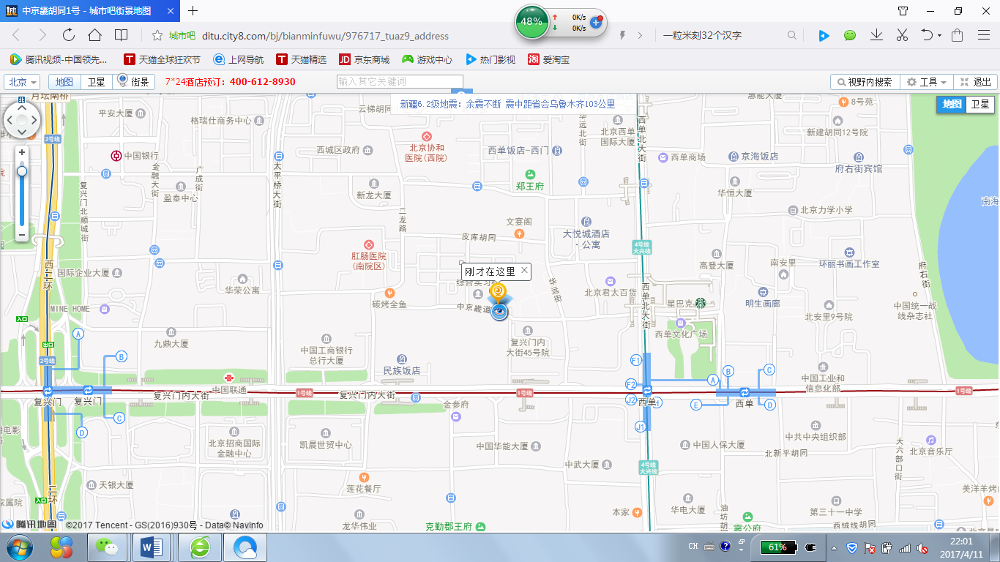 中京畿胡同1号 - 城市吧街景地图
48%
0K/s
0K/s
城市吧 ditu.city8.com/bj/bianminfuwu/976717_tuaz9_address
一粒米刻32个汉字
腾讯视频-中国领先...
天猫全球狂欢节
上网导航
天猫精选
京东商城
游戏中心
热门影视
爱淘宝
北京
地图
卫星
街景
7*24酒店预订：400-612-8930
输入其它关键词
视野内搜索
工具
退出
新疆6.2级地震：余震不断 震中距省会乌鲁木齐103公里
地图
卫星
北
月坛南桥
平安大厦
格瑞仕商务中心
云梯胡同
北京西单
国际大厦
8号苑
新建胡同12号院
2号线
中国银行
西城区政府
北京协和
医院(西院)
西单饭店-西门
西单北大街
西单商场
京海饭店
府右街宾馆
复兴门北顺城街
金融大街
广成街
太平桥大街
盈泰中心
新龙大厦
郑王府
华恒大厦
二龙路
文宴阁
皮库胡同
大悦城酒店
·公寓
北京力学小学
4号线
大兴线
西二环
国际企业大厦
肛肠医院
(南院区)
刚才在这里
高登大厦
南安里
环丽书画工作室
府右街
华荣公寓
碳烤全鱼
华远街
北京君太百货
西单北大街
星巴克
明生画廊
北安里9号院
中国统一战
线杂志社
MINE HOME
入口
出口
九鼎大厦
中国工商银行
总行大厦
复兴门内
大街45号院
西单文化广场
A
B
2号线
民族饭店
F1
F2
A
B
C
中国工业和
信息化部
中国联通
复兴门
复兴门
复兴门内大街
1号线
复兴门内大街
1号线
J2
西单
E
西单
D
1号线
金参府
C
D
J1
北京招商国际
金融中心
凯晨世贸中心
中国华能大厦
中国人保大厦
中共中央组织部
北新平胡同
大六部口街
北京音乐厅
中武大厦
4号线
大兴线
天银大厦
二环
莲花餐厅
入口
本家
华电大厦
第三十一中学
西绒线胡同
龙华伟业
克勤郡王府
腾讯地图 ©2017 Tencent - GS(2016)930号 - Data© NavInfo
CH
61%
22:01
2017/4/11